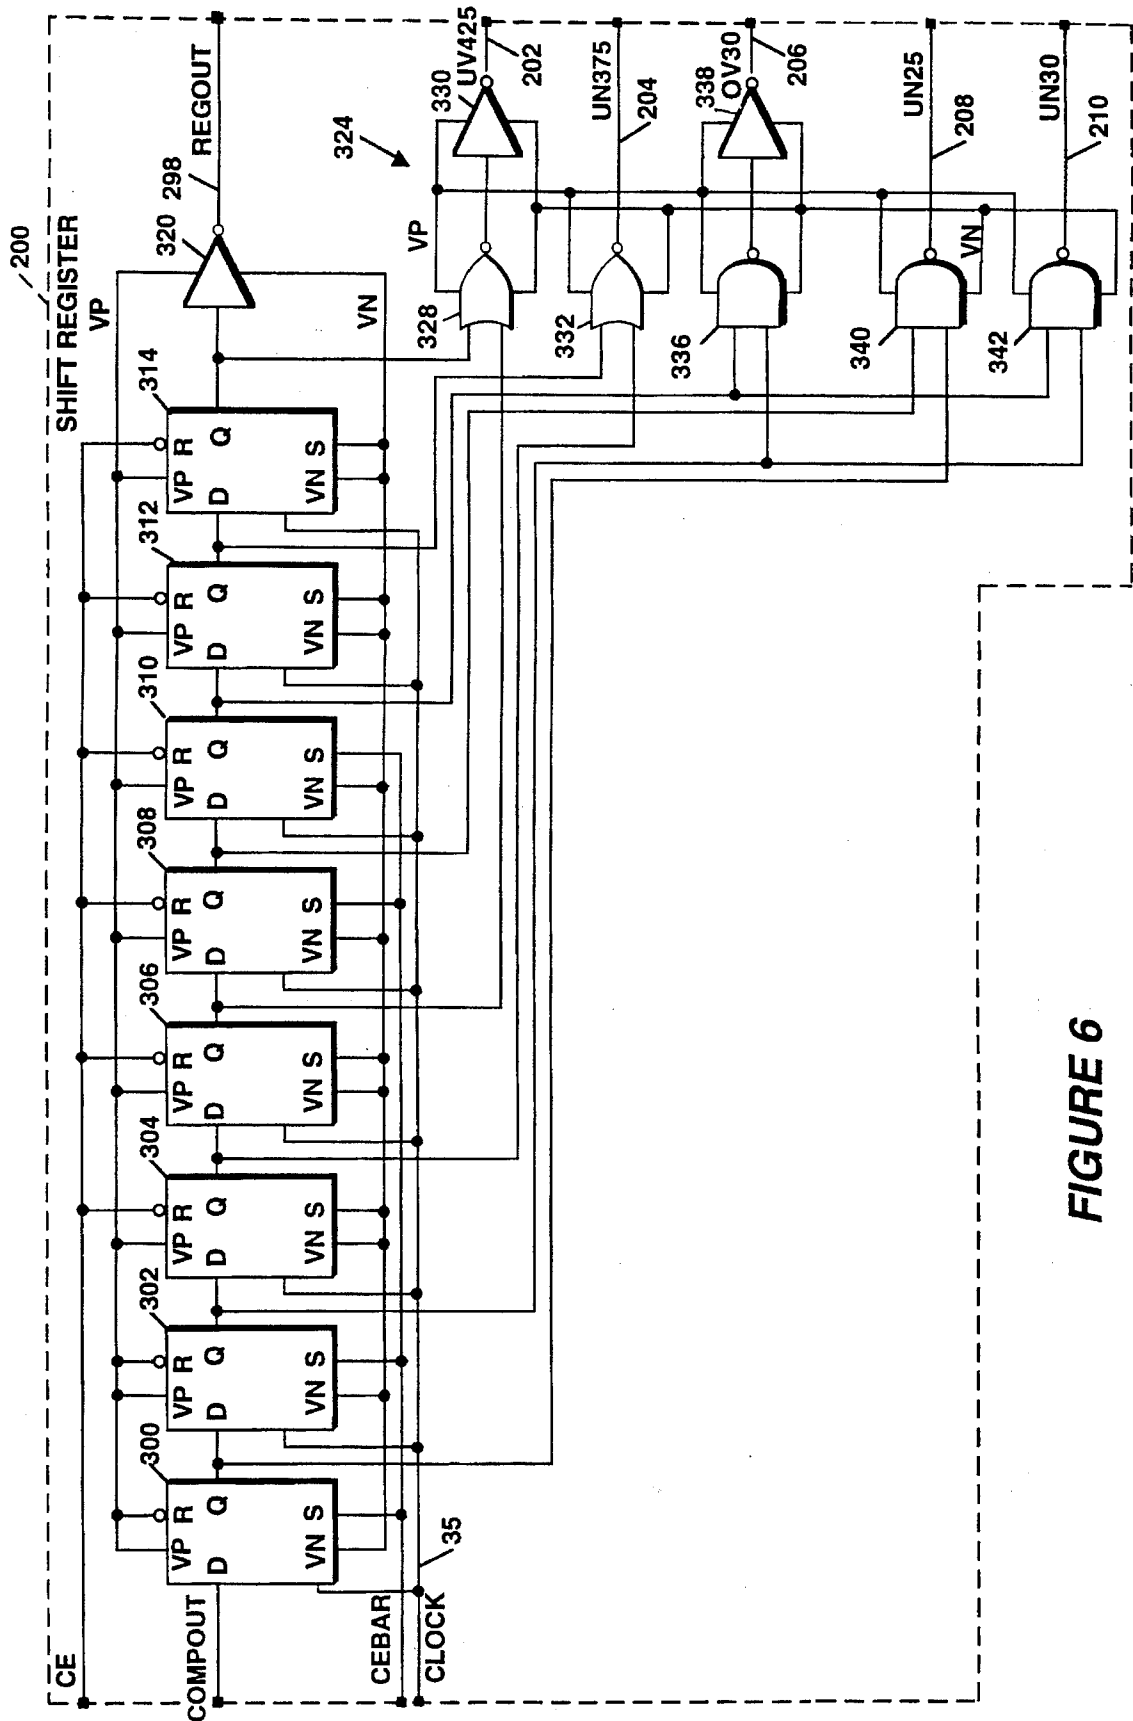 200
SHIFT REGISTER
CE
VP
300
302
304
306
308
310
312
314
320
298
REGOUT
VP R
VP R
VP R
VP R
VP R
VP R
VP R
VP R
COMPOUT
D Q
D Q
D Q
D Q
D Q
D Q
D Q
D Q
VN S
VN S
VN S
VN S
VN S
VN S
VN S
VN S
VN
CEBAR
CLOCK
35
324
VP
328
330
UV425
202
332
UN375
204
336
338
OV30
206
340
UN25
208
VN
342
UN30
210
FIGURE 6